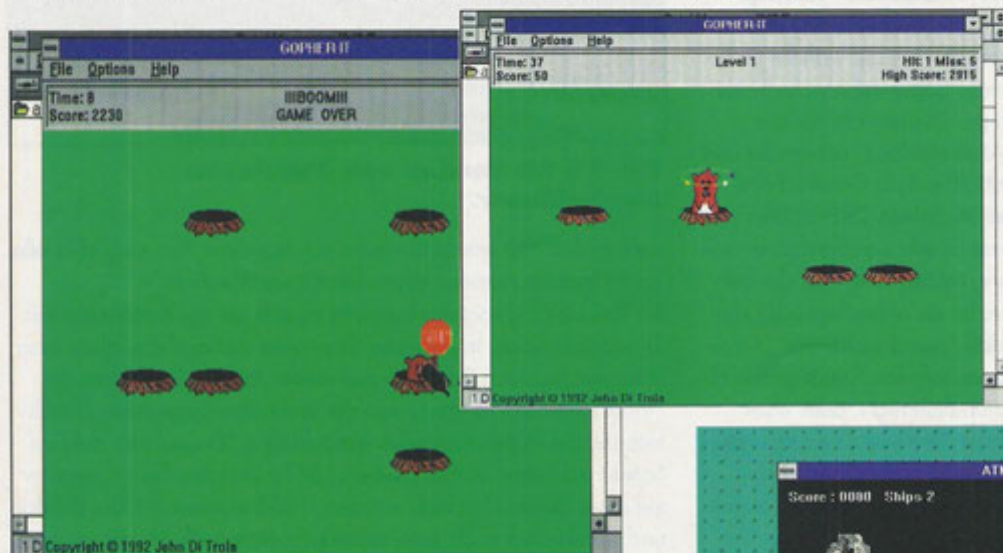 GOPHER-IT
File Options Help
Time: 8
Score: 2230
!!!BOOM!!!
GAME OVER
Copyright © 1992 John Di Troia
GOPHER-IT
File Options Help
Time: 37
Score: 50
Level 1
Hit: 1 Miss: 5
High Score: 2915
Copyright © 1992 John Di Troia
Score : 0000 Ships 2